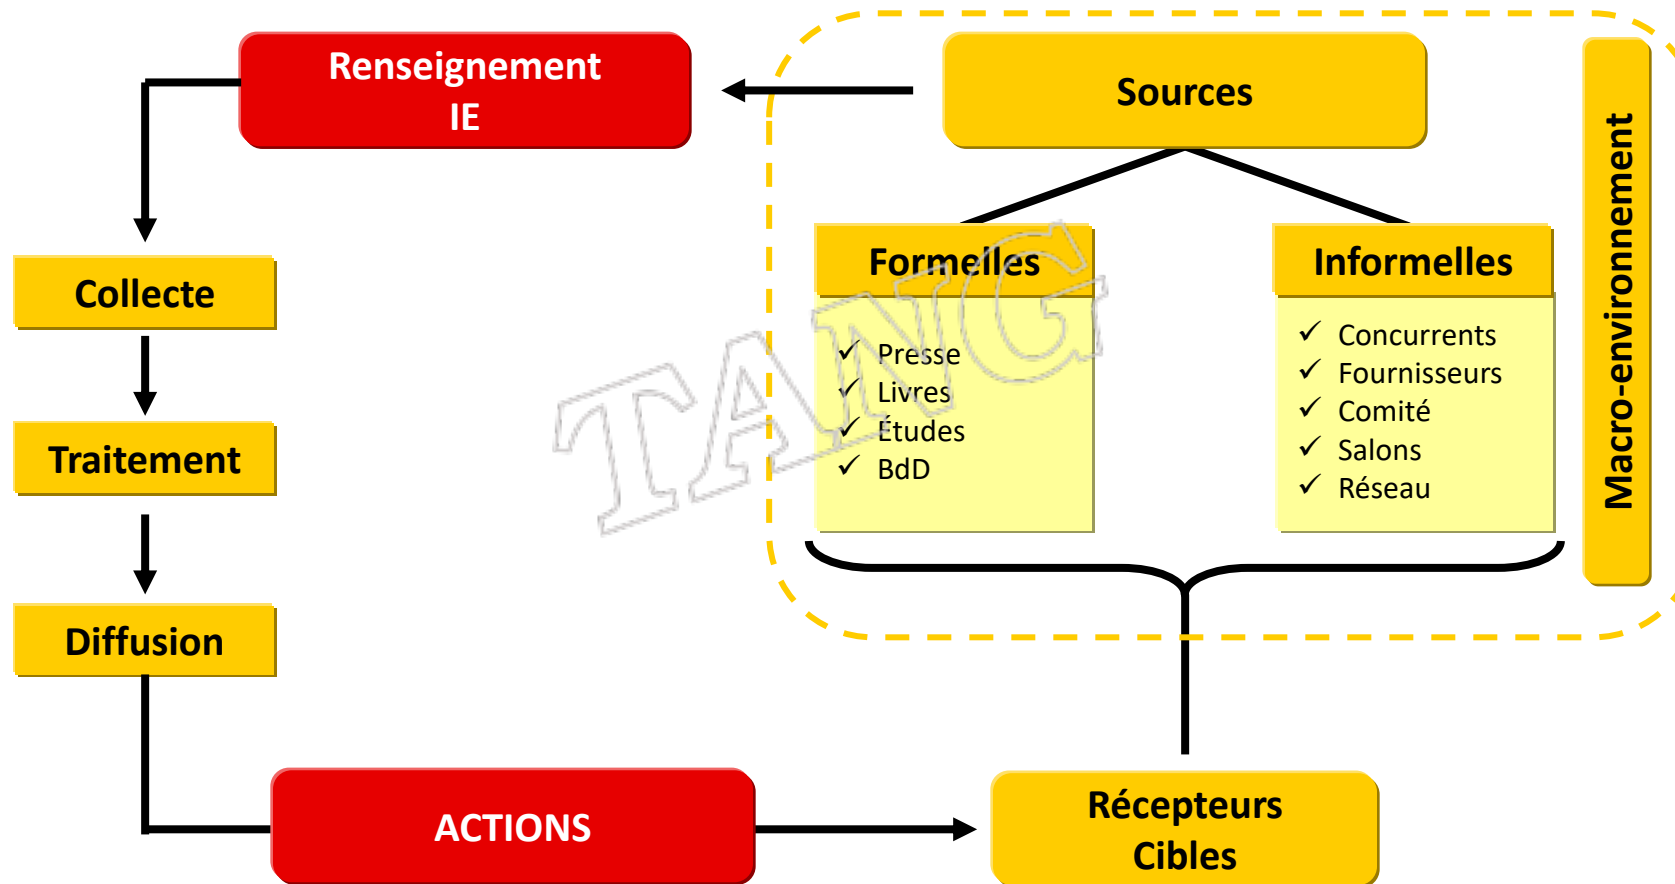 Renseignement
IE
Sources
Macro-environnement
Formelles
Informelles
Collecte
✓ Presse
✓ Livres
✓ Études
✓ BdD
✓ Concurrents
✓ Fournisseurs
✓ Comité
✓ Salons
✓ Réseau
TANG
Traitement
Diffusion
ACTIONS
Récepteurs
Cibles